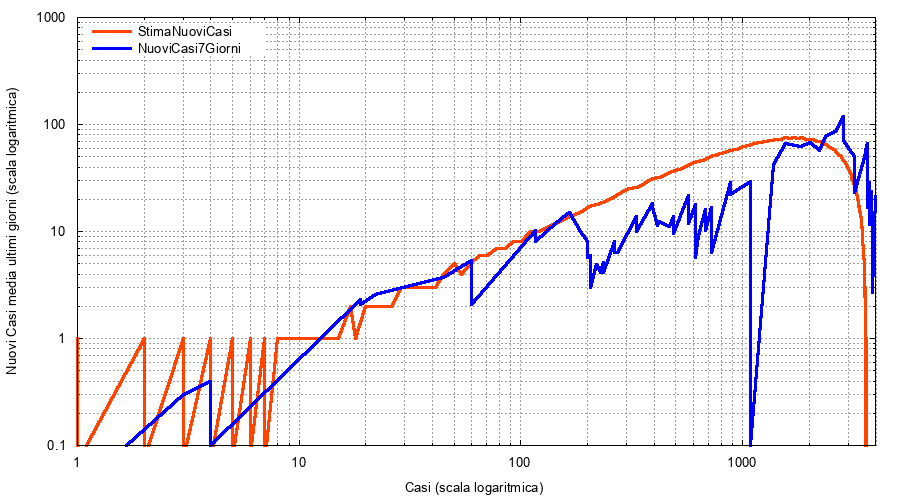 1000
StimaNuoviCasi
NuoviCasi7Giorni
100
10
1
0.1
Nuovi Casi media ultimi giorni (scala logaritmica)
1 10 100 1000
Casi (scala logaritmica)